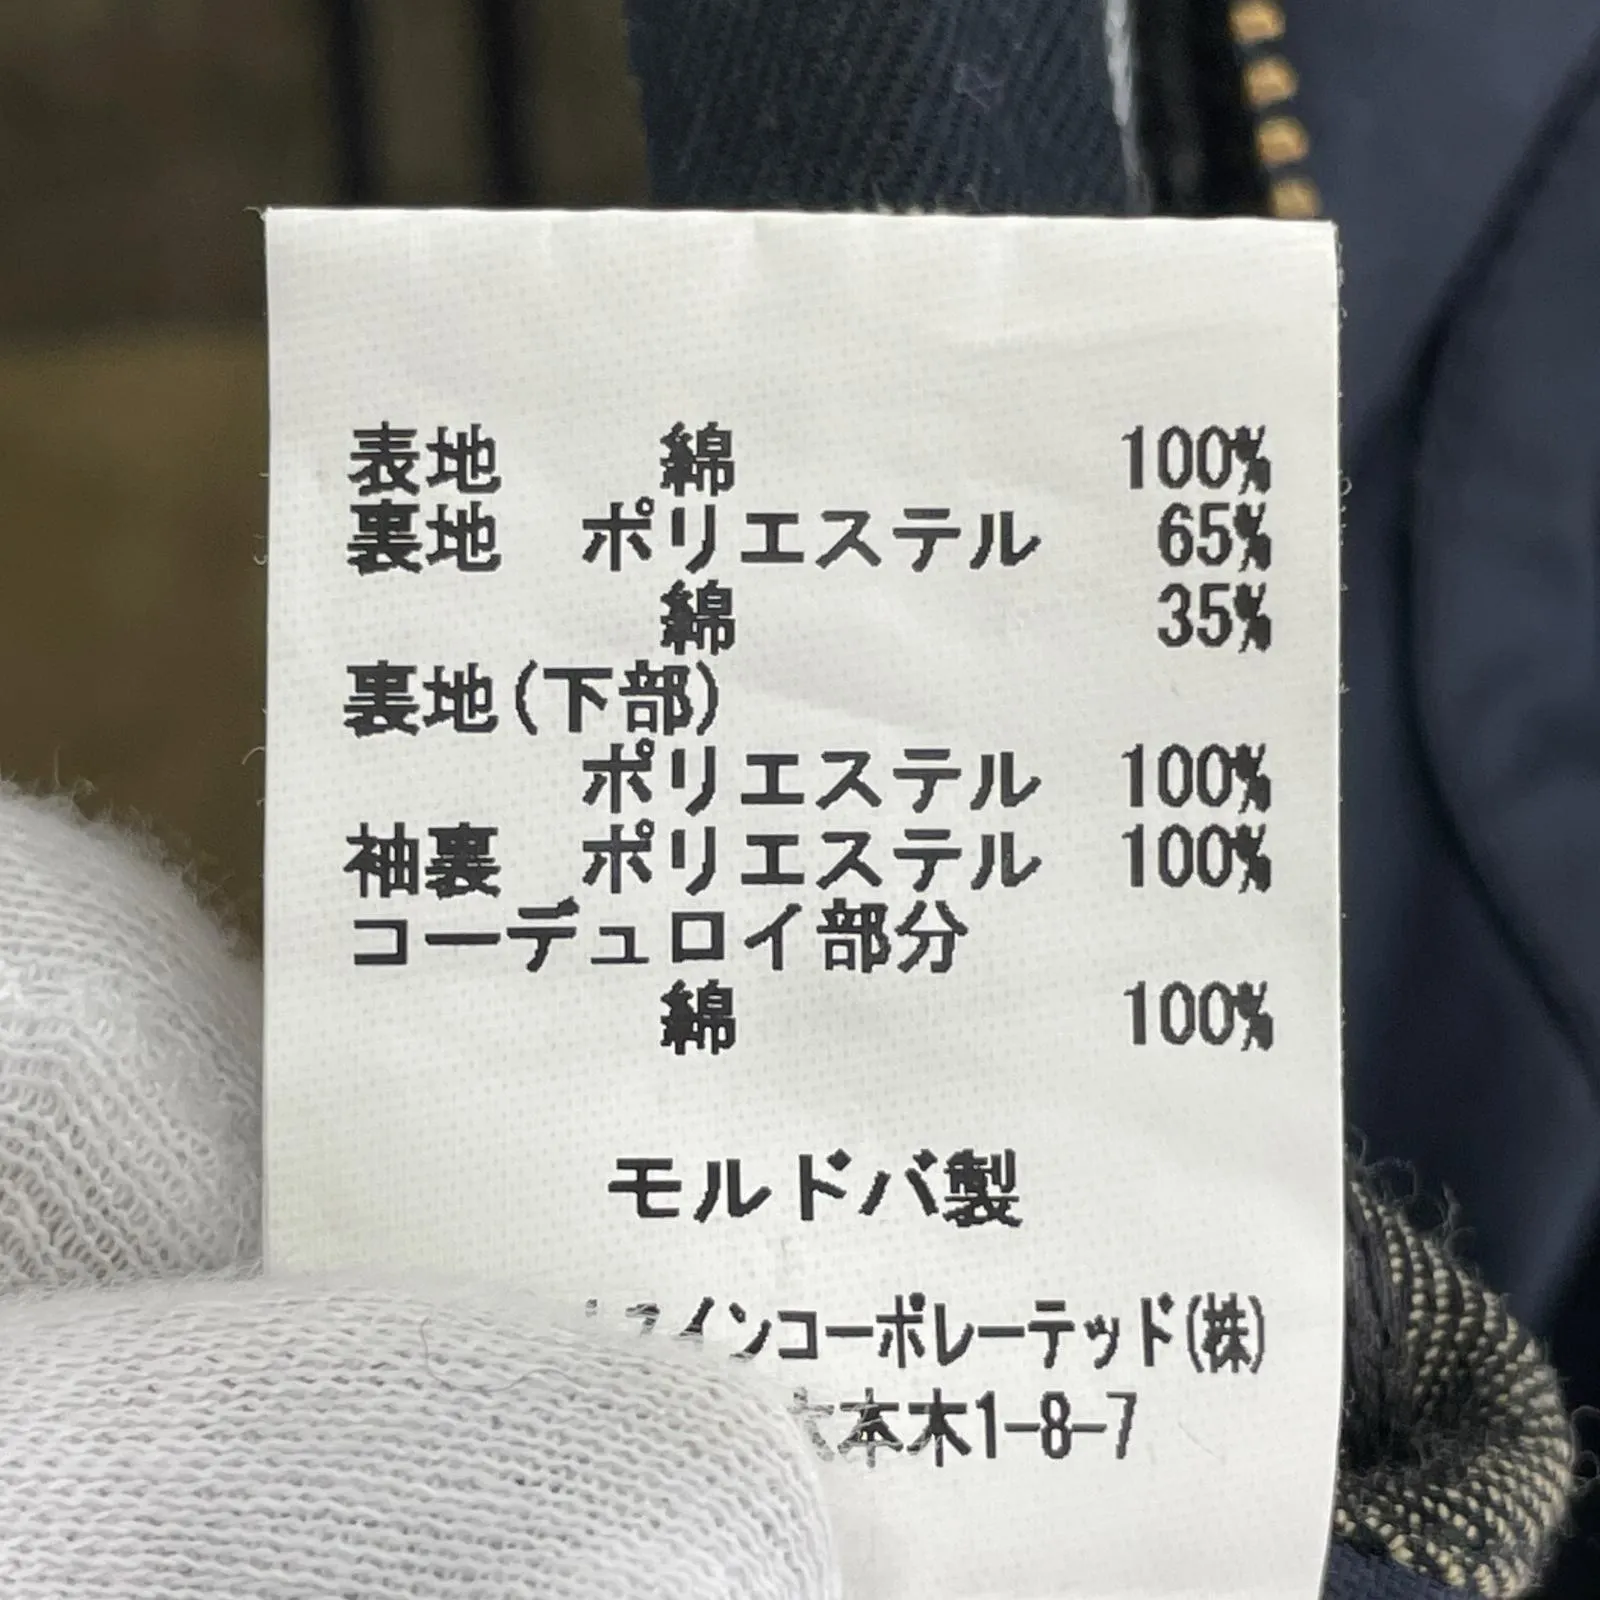 表地 綿 100%
裏地 ポリエステル 65%
綿 35%
裏地(下部)
ポリエステル 100%
袖裏 ポリエステル 100%
コーデュロイ部分
綿 100%
モルドバ製
インコーポレーテッド(株)
本木1-8-7